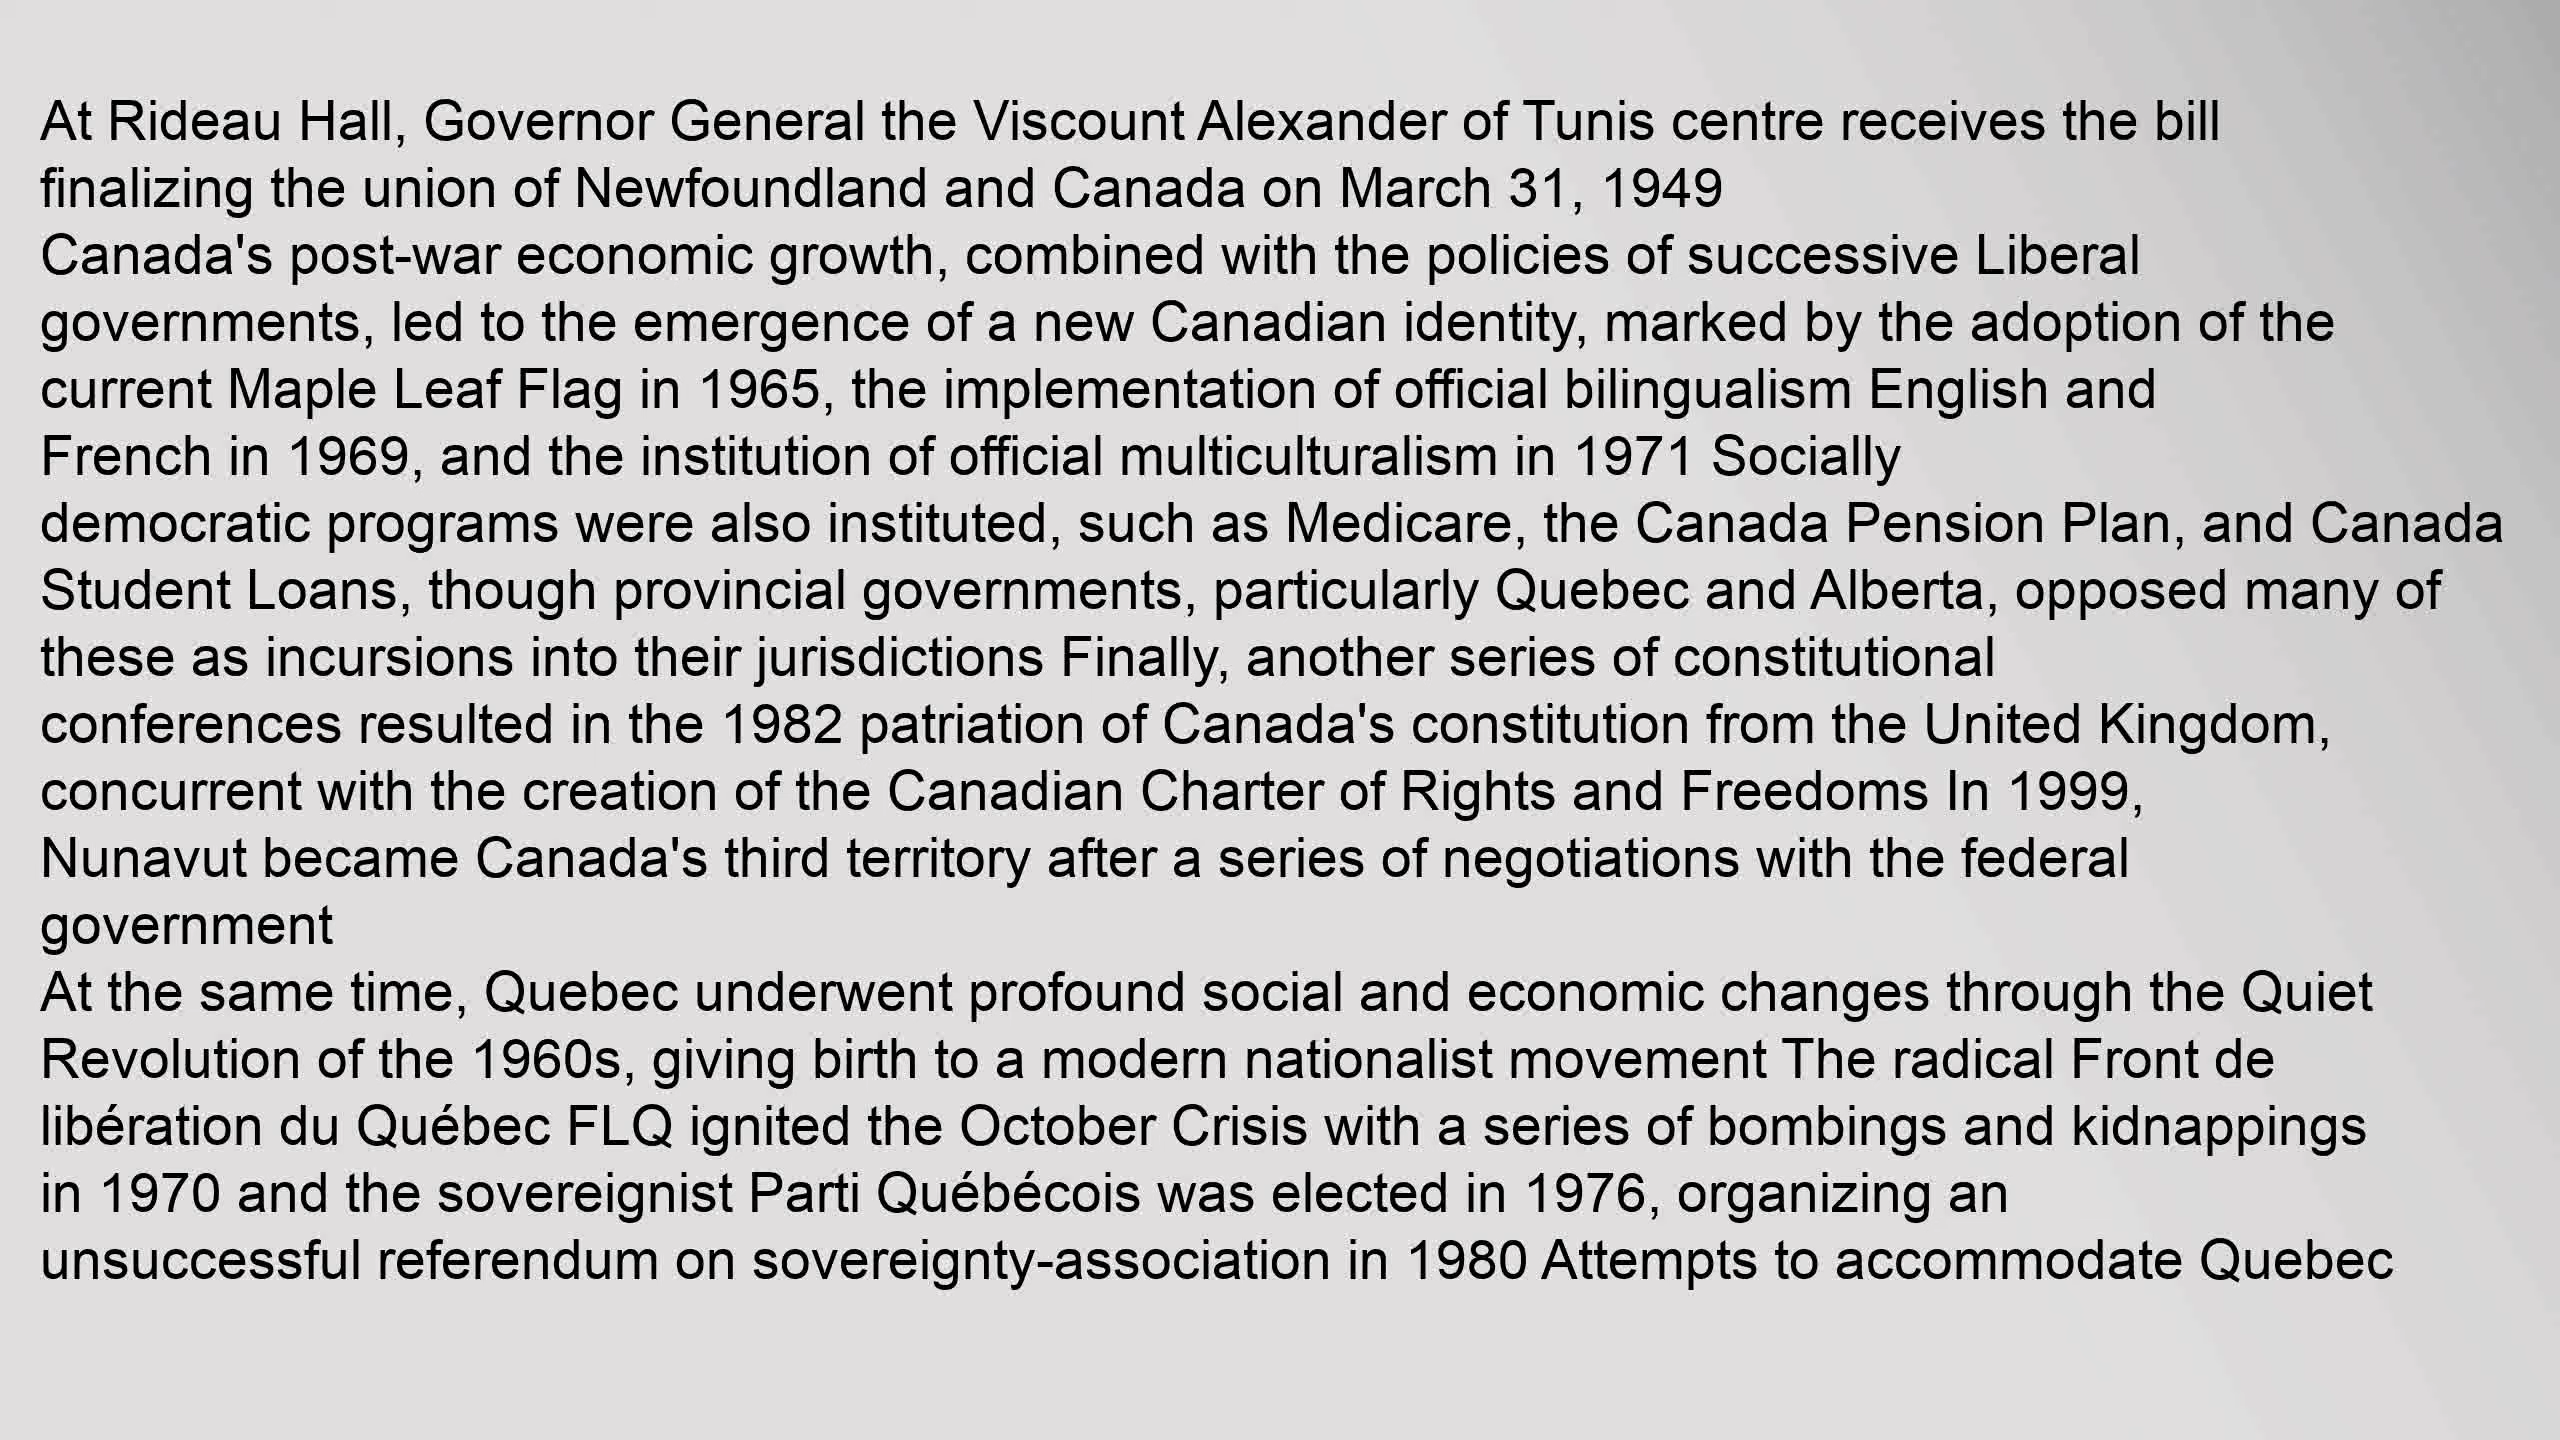 At Rideau Hall, Governor General the Viscount Alexander of Tunis centre receives the bill
finalizing the union of Newfoundland and Canada on March 31, 1949
Canada's post-war economic growth, combined with the policies of successive Liberal
governments, led to the emergence of a new Canadian identity, marked by the adoption of the
current Maple Leaf Flag in 1965, the implementation of official bilingualism English and
French in 1969, and the institution of official multiculturalism in 1971 Socially
democratic programs were also instituted, such as Medicare, the Canada Pension Plan, and Canada
Student Loans, though provincial governments, particularly Quebec and Alberta, opposed many of
these as incursions into their jurisdictions Finally, another series of constitutional
conferences resulted in the 1982 patriation of Canada's constitution from the United Kingdom,
concurrent with the creation of the Canadian Charter of Rights and Freedoms In 1999,
Nunavut became Canada's third territory after a series of negotiations with the federal
government
At the same time, Quebec underwent profound social and economic changes through the Quiet
Revolution of the 1960s, giving birth to a modern nationalist movement The radical Front de
libération du Québec FLQ ignited the October Crisis with a series of bombings and kidnappings
in 1970 and the sovereignist Parti Québécois was elected in 1976, organizing an
unsuccessful referendum on sovereignty-association in 1980 Attempts to accommodate Quebec